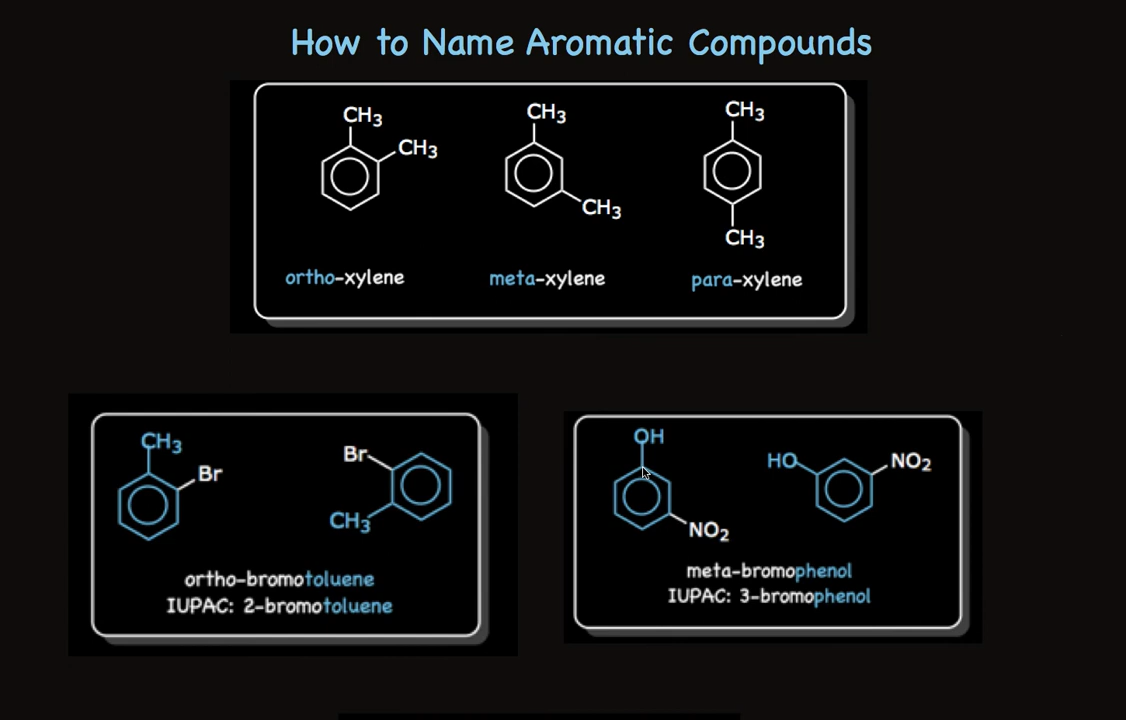 How to Name Aromatic Compounds
CH3
CH3
CH3
CH3
CH3
CH3
ortho-xylene
meta-xylene
para-xylene
CH3
Br
Br
CH3
ortho-bromotoluene
IUPAC: 2-bromotoluene
OH
NO2
HO
NO2
meta-bromophenol
IUPAC: 3-bromophenol